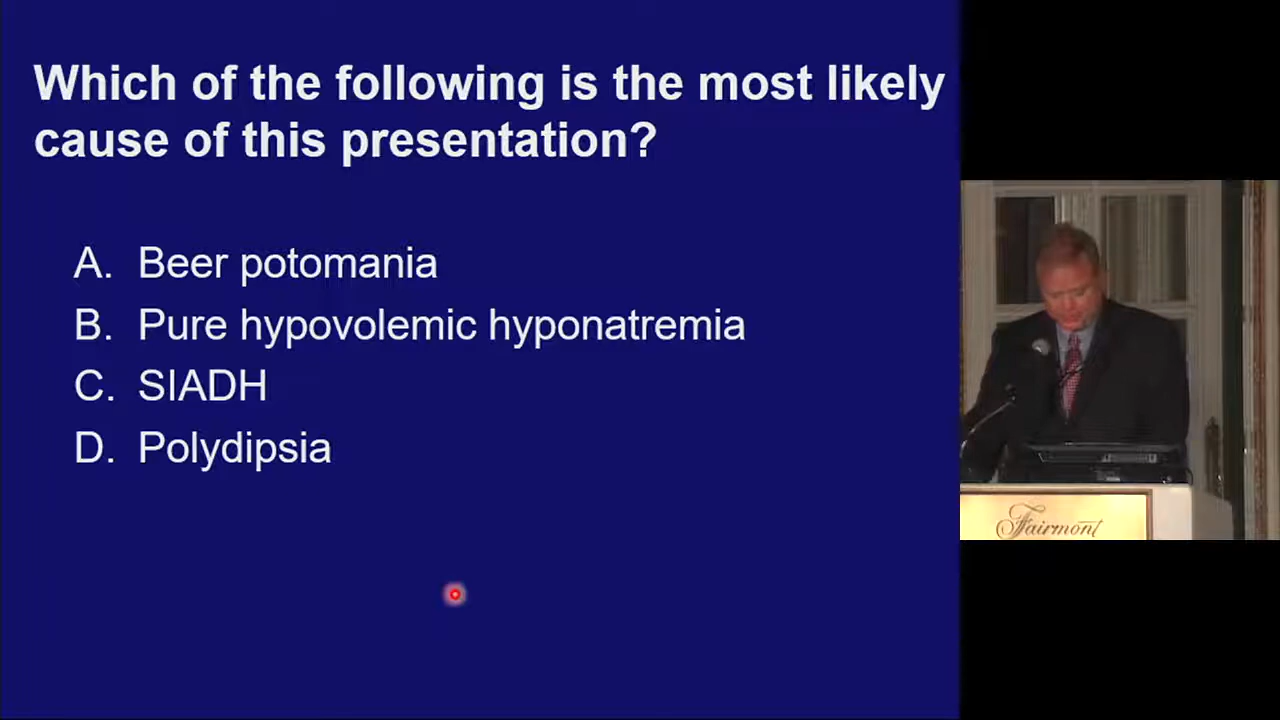 Which of the following is the most likely
cause of this presentation?
A. Beer potomania
B. Pure hypovolemic hyponatremia
C. SIADH
D. Polydipsia
Fairmont